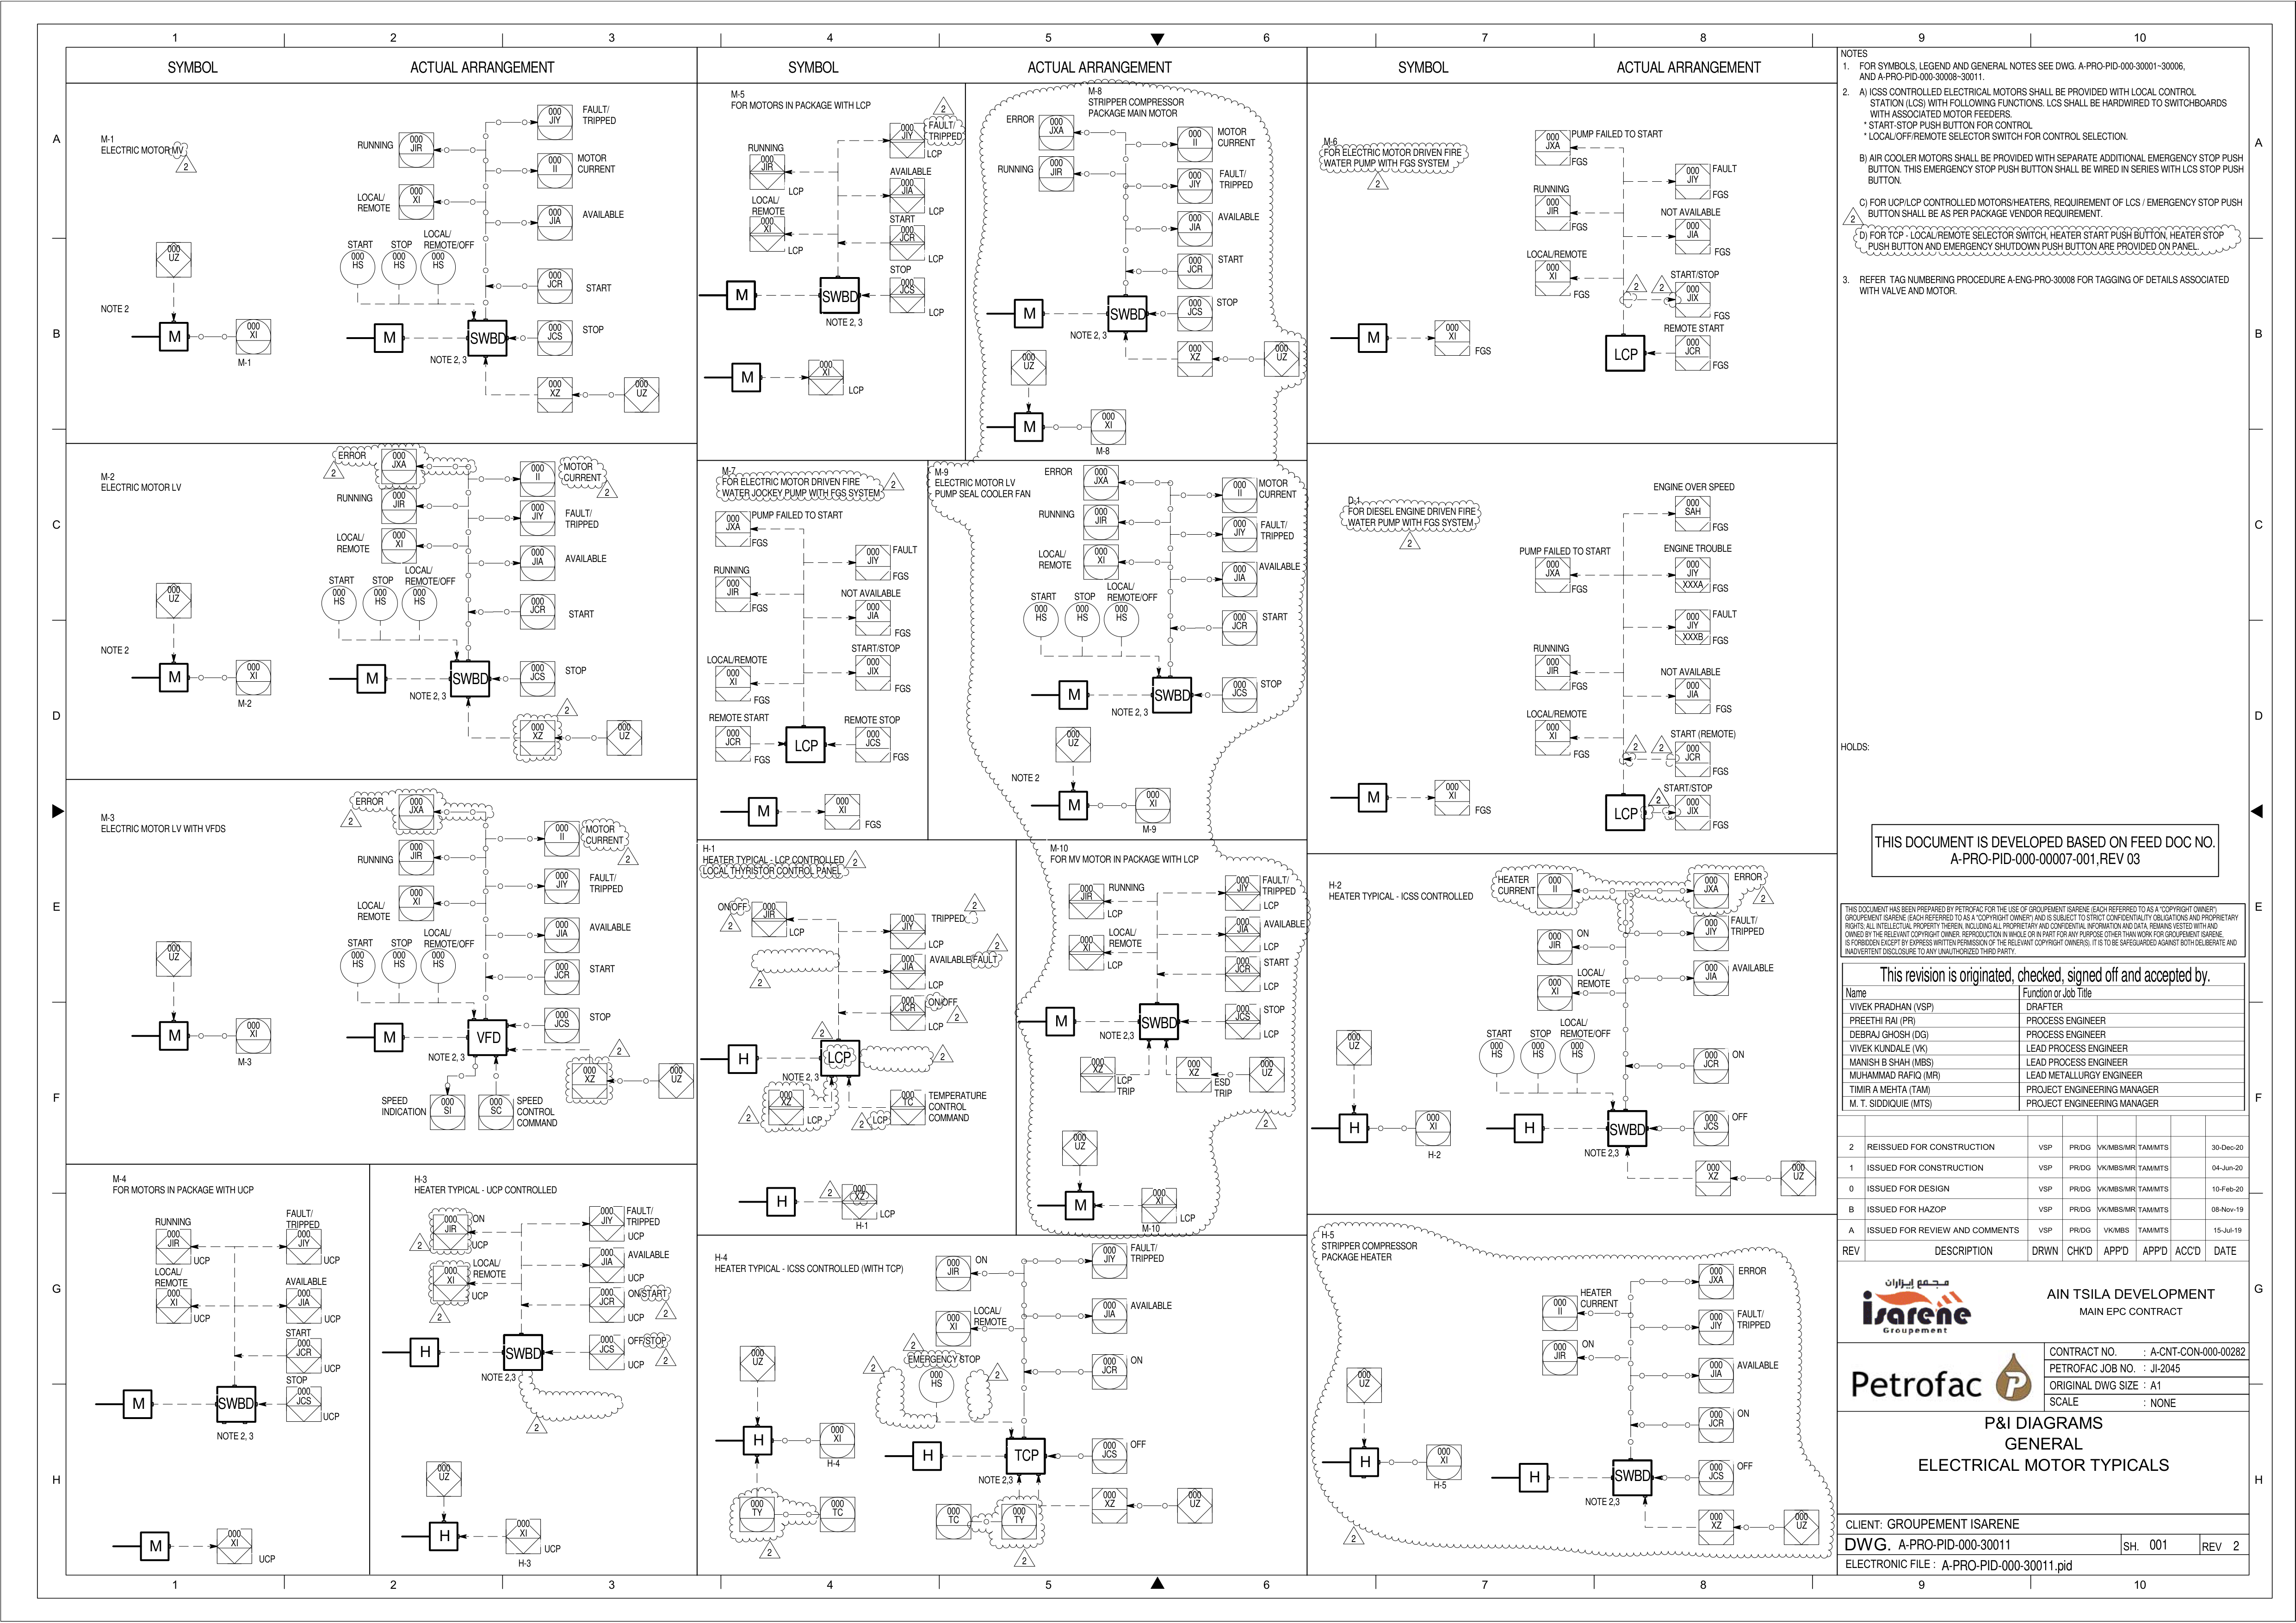 1 2 3 4 5 6 7 8 9 10
SYMBOL ACTUAL ARRANGEMENT SYMBOL ACTUAL ARRANGEMENT SYMBOL ACTUAL ARRANGEMENT
A
B
C
D
E
F
G
H
M-1
ELECTRIC MOTOR MV
2
NOTE 2
000
UZ
M
000
XI
M-1
RUNNING
000
JIR
LOCAL/
REMOTE
000
XI
START STOP LOCAL/
REMOTE/OFF
000
HS
000
HS
000
HS
M
SWBD
NOTE 2, 3
000
JIY
FAULT/
TRIPPED
000
II
MOTOR
CURRENT
000
JIA
AVAILABLE
000
JCR
START
000
JCS
STOP
000
XZ
000
UZ
M-2
ELECTRIC MOTOR LV
NOTE 2
000
UZ
M
000
XI
M-2
2
ERROR
000
JXA
RUNNING
000
JIR
LOCAL/
REMOTE
000
XI
START STOP LOCAL/
REMOTE/OFF
000
HS
000
HS
000
HS
M
SWBD
NOTE 2, 3
000
II
MOTOR
CURRENT
2
000
JIY
FAULT/
TRIPPED
000
JIA
AVAILABLE
000
JCR
START
000
JCS
STOP
2
000
XZ
000
UZ
M-3
ELECTRIC MOTOR LV WITH VFDS
000
UZ
M
000
XI
M-3
ERROR
2
000
JXA
RUNNING
000
JIR
LOCAL/
REMOTE
000
XI
START STOP LOCAL/
REMOTE/OFF
000
HS
000
HS
000
HS
M
VFD
NOTE 2, 3
000
II
MOTOR
CURRENT
2
000
JIY
FAULT/
TRIPPED
000
JIA
AVAILABLE
000
JCR
START
000
JCS
STOP
2
000
XZ
000
UZ
SPEED
INDICATION
000
SI
000
SC
SPEED
CONTROL
COMMAND
M-4
FOR MOTORS IN PACKAGE WITH UCP
RUNNING
000
JIR
UCP
LOCAL/
REMOTE
000
XI
UCP
FAULT/
TRIPPED
000
JIY
UCP
AVAILABLE
000
JIA
UCP
START
000
JCR
UCP
STOP
000
JCS
UCP
M
SWBD
NOTE 2, 3
M
000
XI
UCP
H-3
HEATER TYPICAL - UCP CONTROLLED
000
JIR
ON
UCP
2
LOCAL/
REMOTE
000
XI
UCP
2
000
JIY
FAULT/
TRIPPED
UCP
000
JIA
AVAILABLE
UCP
000
JCR
ON/START
UCP
2
000
JCS
OFF/STOP
UCP
2
H
SWBD
NOTE 2,3
2
000
UZ
H
000
XI
UCP
H-3
M-5
FOR MOTORS IN PACKAGE WITH LCP
2
RUNNING
000
JIR
LCP
LOCAL/
REMOTE
000
XI
LCP
000
JIY
FAULT/
TRIPPED
LCP
AVAILABLE
000
JIA
LCP
START
000
JCR
LCP
STOP
000
JCS
LCP
M
SWBD
NOTE 2, 3
M
000
XI
LCP
M-8
STRIPPER COMPRESSOR
PACKAGE MAIN MOTOR
ERROR
000
JXA
RUNNING
000
JIR
000
II
MOTOR
CURRENT
000
JIY
FAULT/
TRIPPED
000
JIA
AVAILABLE
000
JCR
START
000
JCS
STOP
M
SWBD
NOTE 2, 3
000
XZ
000
UZ
000
UZ
M
000
XI
M-8
M-7
FOR ELECTRIC MOTOR DRIVEN FIRE
WATER JOCKEY PUMP WITH FGS SYSTEM
2
000
JXA
PUMP FAILED TO START
FGS
RUNNING
000
JIR
FGS
LOCAL/REMOTE
000
XI
FGS
REMOTE START
000
JCR
FGS
LCP
000
JIY
FAULT
FGS
NOT AVAILABLE
000
JIA
FGS
START/STOP
000
JIX
FGS
REMOTE STOP
000
JCS
FGS
M
000
XI
FGS
M-9
ELECTRIC MOTOR LV
PUMP SEAL COOLER FAN
ERROR
000
JXA
RUNNING
000
JIR
LOCAL/
REMOTE
000
XI
START STOP LOCAL/
REMOTE/OFF
000
HS
000
HS
000
HS
M
SWBD
NOTE 2, 3
000
II
MOTOR
CURRENT
000
JIY
FAULT/
TRIPPED
000
JIA
AVAILABLE
000
JCR
START
000
JCS
STOP
000
UZ
NOTE 2
M
000
XI
M-9
H-1
HEATER TYPICAL - LCP CONTROLLED
LOCAL THYRISTOR CONTROL PANEL
2
ON/OFF
2
000
JIR
LCP
2
000
JIY
TRIPPED
2
LCP
000
JIA
AVAILABLE/FAULT
2
LCP
000
JCR
ON/OFF
2
LCP
H
2
LCP
2
NOTE 2, 3
000
XZ
LCP
2
000
TC
LCP
2
TEMPERATURE
CONTROL
COMMAND
H
2
000
XZ
LCP
H-1
M-10
FOR MV MOTOR IN PACKAGE WITH LCP
000
JIR
RUNNING
LCP
LOCAL/
REMOTE
000
XI
LCP
000
JIY
FAULT/
TRIPPED
LCP
000
JIA
AVAILABLE
LCP
000
JCR
START
LCP
000
JCS
STOP
LCP
M
SWBD
NOTE 2,3
000
XZ
LCP
TRIP
000
XZ
ESD
TRIP
000
UZ
2
000
UZ
M
000
XI
LCP
M-10
H-4
HEATER TYPICAL - ICSS CONTROLLED (WITH TCP)
000
UZ
H
000
XI
H-4
000
TY
000
TC
2
000
JIR
ON
000
XI
LOCAL/
REMOTE
2
EMERGENCY STOP
2
000
HS
2
H
TCP
NOTE 2,3
000
JIY
FAULT/
TRIPPED
000
JIA
AVAILABLE
000
JCR
ON
000
JCS
OFF
000
XZ
000
UZ
000
TC
000
TY
2
M-6
FOR ELECTRIC MOTOR DRIVEN FIRE
WATER PUMP WITH FGS SYSTEM
2
000
JXA
PUMP FAILED TO START
FGS
RUNNING
000
JIR
FGS
LOCAL/REMOTE
000
XI
FGS
000
JIY
FAULT
FGS
NOT AVAILABLE
000
JIA
FGS
START/STOP
2 2
000
JIX
FGS
REMOTE START
000
JCR
FGS
LCP
M
000
XI
FGS
D-1
FOR DIESEL ENGINE DRIVEN FIRE
WATER PUMP WITH FGS SYSTEM
2
ENGINE OVER SPEED
000
SAH
FGS
PUMP FAILED TO START
000
JXA
FGS
ENGINE TROUBLE
000
JIY
XXXA
FGS
000
JIY
XXXB
FAULT
FGS
RUNNING
000
JIR
FGS
NOT AVAILABLE
000
JIA
FGS
LOCAL/REMOTE
000
XI
FGS
START (REMOTE)
2 2
000
JCR
FGS
START/STOP
2
000
JIX
FGS
LCP
M
000
XI
FGS
H-2
HEATER TYPICAL - ICSS CONTROLLED
HEATER
CURRENT
000
II
000
JXA
ERROR
2
000
JIR
ON
000
JIY
FAULT/
TRIPPED
LOCAL/
REMOTE
000
XI
000
JIA
AVAILABLE
START STOP LOCAL/
REMOTE/OFF
000
HS
000
HS
000
HS
000
JCR
ON
000
JCS
OFF
H
SWBD
NOTE 2,3
000
XZ
000
UZ
000
UZ
H
000
XI
H-2
H-5
STRIPPER COMPRESSOR
PACKAGE HEATER
HEATER
CURRENT
000
II
ON
000
JIR
000
JXA
ERROR
000
JIY
FAULT/
TRIPPED
000
JIA
AVAILABLE
000
JCR
ON
000
JCS
OFF
H
SWBD
NOTE 2,3
000
XZ
000
UZ
000
UZ
H
000
XI
H-5
2
NOTES
1. FOR SYMBOLS, LEGEND AND GENERAL NOTES SEE DWG. A-PRO-PID-000-30001~30006,
AND A-PRO-PID-000-30008~30011.
2. A) ICSS CONTROLLED ELECTRICAL MOTORS SHALL BE PROVIDED WITH LOCAL CONTROL
STATION (LCS) WITH FOLLOWING FUNCTIONS. LCS SHALL BE HARDWIRED TO SWITCHBOARDS
WITH ASSOCIATED MOTOR FEEDERS.
* START-STOP PUSH BUTTON FOR CONTROL
* LOCAL/OFF/REMOTE SELECTOR SWITCH FOR CONTROL SELECTION.
B) AIR COOLER MOTORS SHALL BE PROVIDED WITH SEPARATE ADDITIONAL EMERGENCY STOP PUSH
BUTTON. THIS EMERGENCY STOP PUSH BUTTON SHALL BE WIRED IN SERIES WITH LCS STOP PUSH
BUTTON.
C) FOR UCP/LCP CONTROLLED MOTORS/HEATERS, REQUIREMENT OF LCS / EMERGENCY STOP PUSH
BUTTON SHALL BE AS PER PACKAGE VENDOR REQUIREMENT.
2
D) FOR TCP - LOCAL/REMOTE SELECTOR SWITCH, HEATER START PUSH BUTTON, HEATER STOP
PUSH BUTTON AND EMERGENCY SHUTDOWN PUSH BUTTON ARE PROVIDED ON PANEL.
3. REFER TAG NUMBERING PROCEDURE A-ENG-PRO-30008 FOR TAGGING OF DETAILS ASSOCIATED
WITH VALVE AND MOTOR.
HOLDS:
THIS DOCUMENT IS DEVELOPED BASED ON FEED DOC NO.
A-PRO-PID-000-00007-001,REV 03
THIS DOCUMENT HAS BEEN PREPARED BY PETROFAC FOR THE USE OF GROUPEMENT ISARENE (EACH REFERRED TO AS A "COPYRIGHT OWNER")
GROUPEMENT ISARENE (EACH REFERRED TO AS A "COPYRIGHT OWNER") AND IS SUBJECT TO STRICT CONFIDENTIALITY OBLIGATIONS AND PROPRIETARY
RIGHTS; ALL INTELLECTUAL PROPERTY THEREIN, INCLUDING ALL PROPRIETARY AND CONFIDENTIAL INFORMATION AND DATA, REMAINS VESTED WITH AND
OWNED BY THE RELEVANT COPYRIGHT OWNER. REPRODUCTION IN WHOLE OR IN PART FOR ANY PURPOSE OTHER THAN WORK FOR GROUPEMENT ISARENE,
IS FORBIDDEN EXCEPT BY EXPRESS WRITTEN PERMISSION OF THE RELEVANT COPYRIGHT OWNER(S). IT IS TO BE SAFEGUARDED AGAINST BOTH DELIBERATE AND
INADVERTENT DISCLOSURE TO ANY UNAUTHORIZED THIRD PARTY.
This revision is originated, checked, signed off and accepted by.
Name Function or Job Title
VIVEK PRADHAN (VSP) DRAFTER
PREETHI RAI (PR) PROCESS ENGINEER
DEBRAJ GHOSH (DG) PROCESS ENGINEER
VIVEK KUNDALE (VK) LEAD PROCESS ENGINEER
MANISH B SHAH (MBS) LEAD PROCESS ENGINEER
MUHAMMAD RAFIQ (MR) LEAD METALLURGY ENGINEER
TIMIR A MEHTA (TAM) PROJECT ENGINEERING MANAGER
M. T. SIDDIQUIE (MTS) PROJECT ENGINEERING MANAGER
2 REISSUED FOR CONSTRUCTION VSP PR/DG VK/MBS/MR TAM/MTS 30-Dec-20
1 ISSUED FOR CONSTRUCTION VSP PR/DG VK/MBS/MR TAM/MTS 04-Jun-20
0 ISSUED FOR DESIGN VSP PR/DG VK/MBS/MR TAM/MTS 10-Feb-20
B ISSUED FOR HAZOP VSP PR/DG VK/MBS/MR TAM/MTS 08-Nov-19
A ISSUED FOR REVIEW AND COMMENTS VSP PR/DG VK/MBS TAM/MTS 15-Jul-19
REV DESCRIPTION DRWN CHK'D APP'D APP'D ACC'D DATE
isarene
Groupement
AIN TSILA DEVELOPMENT
MAIN EPC CONTRACT
Petrofac
CONTRACT NO. : A-CNT-CON-000-00282
PETROFAC JOB NO. : JI-2045
ORIGINAL DWG SIZE : A1
SCALE : NONE
P&I DIAGRAMS
GENERAL
ELECTRICAL MOTOR TYPICALS
CLIENT: GROUPEMENT ISARENE
DWG. A-PRO-PID-000-30011 SH. 001 REV 2
ELECTRONIC FILE : A-PRO-PID-000-30011.pid
A
B
C
D
E
F
G
H
1 2 3 4 5 6 7 8 9 10